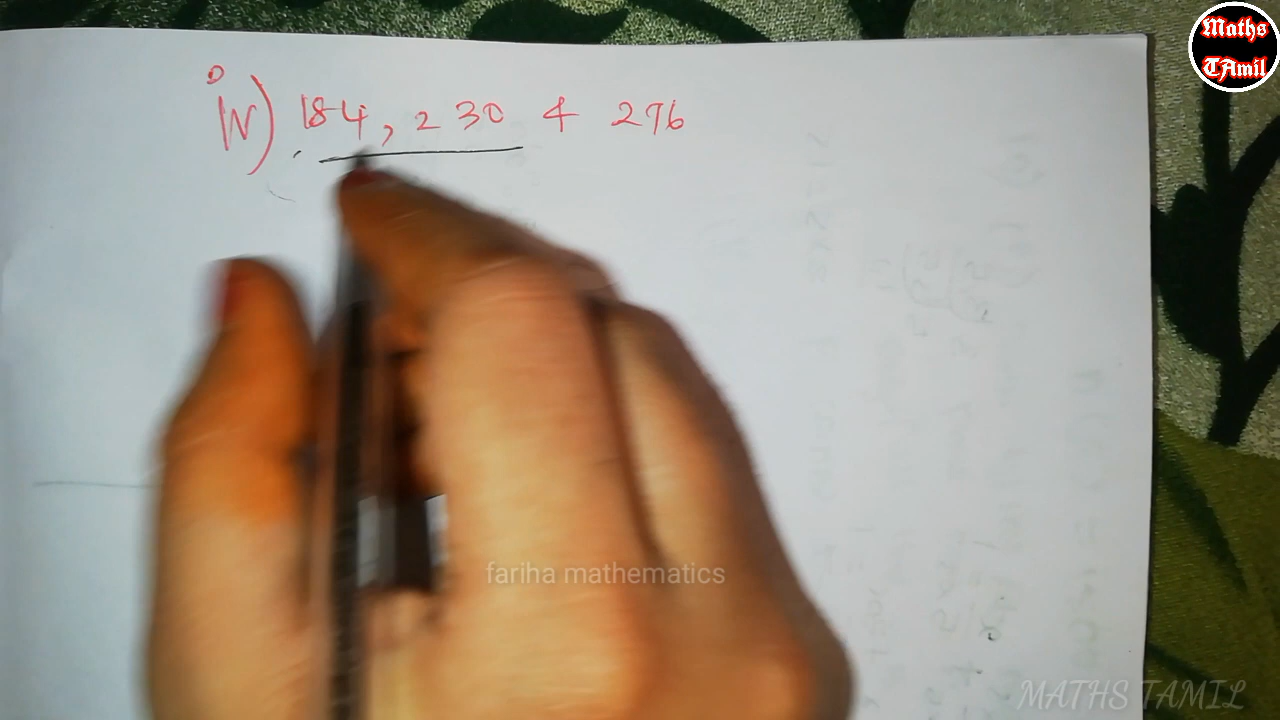 Maths
TAmil
iv) 184, 230 & 276
fariha mathematics
MATHS TAMIL